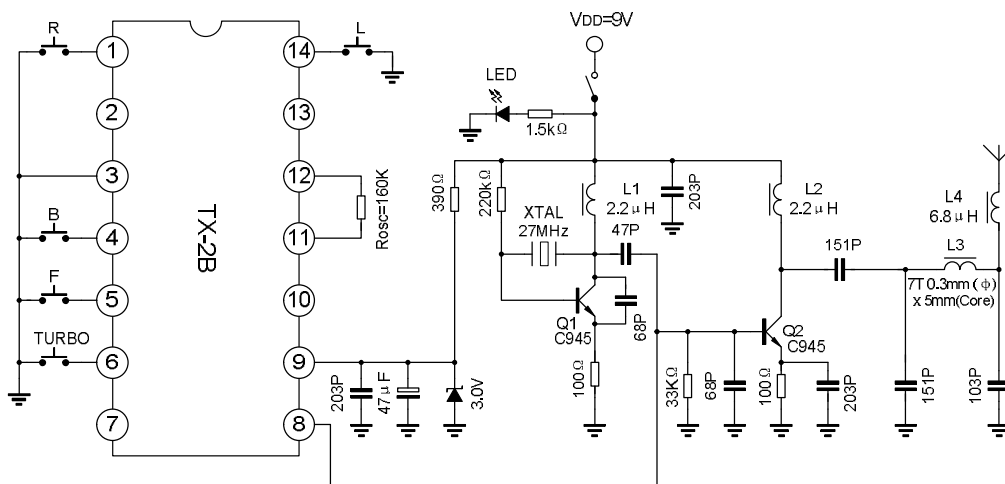 VDD=9V
R
L
1
14
LED
2
13
1.5kΩ
3
12
390Ω
220kΩ
L1
2.2μH
203P
L2
2.2μH
L4
6.8μH
TX-2B
Rosc=160K
XTAL
27MHz
47P
B
4
11
151P
L3
7T 0.3mm(φ)
x 5mm(Core)
F
5
10
Q1
C945
68P
Q2
C945
TURBO
6
9
203P
47μF
3.0V
100Ω
33KΩ
68P
100Ω
203P
151P
103P
7
8